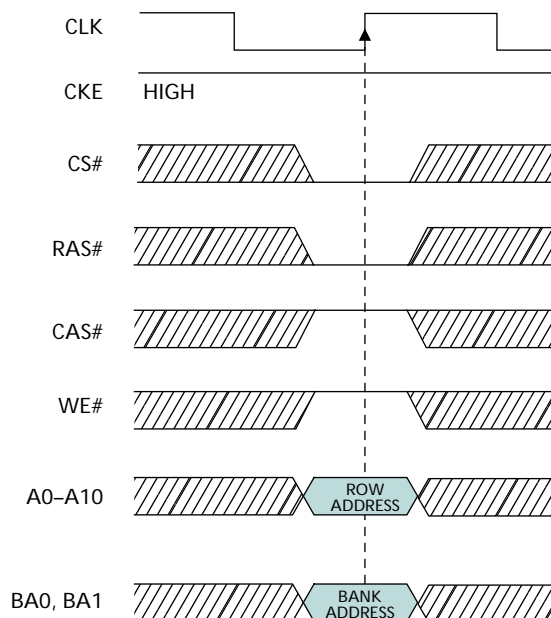 CLK
CKE HIGH
CS#
RAS#
CAS#
WE#
A0–A10 ROW
ADDRESS
BA0, BA1 BANK
ADDRESS